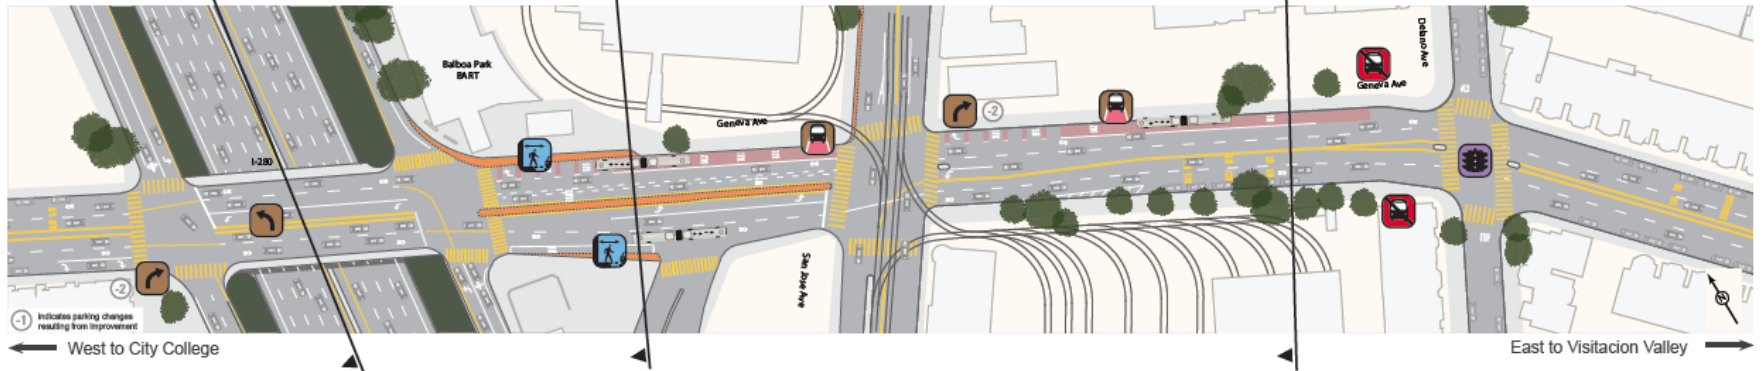 Balboa Park
BART
Geneva Ave
I-280
-2
-2
Delano Ave
Geneva Ave
San Jose Ave
-1
indicates parking changes
resulting from improvement
West to City College
East to Visitacion Valley